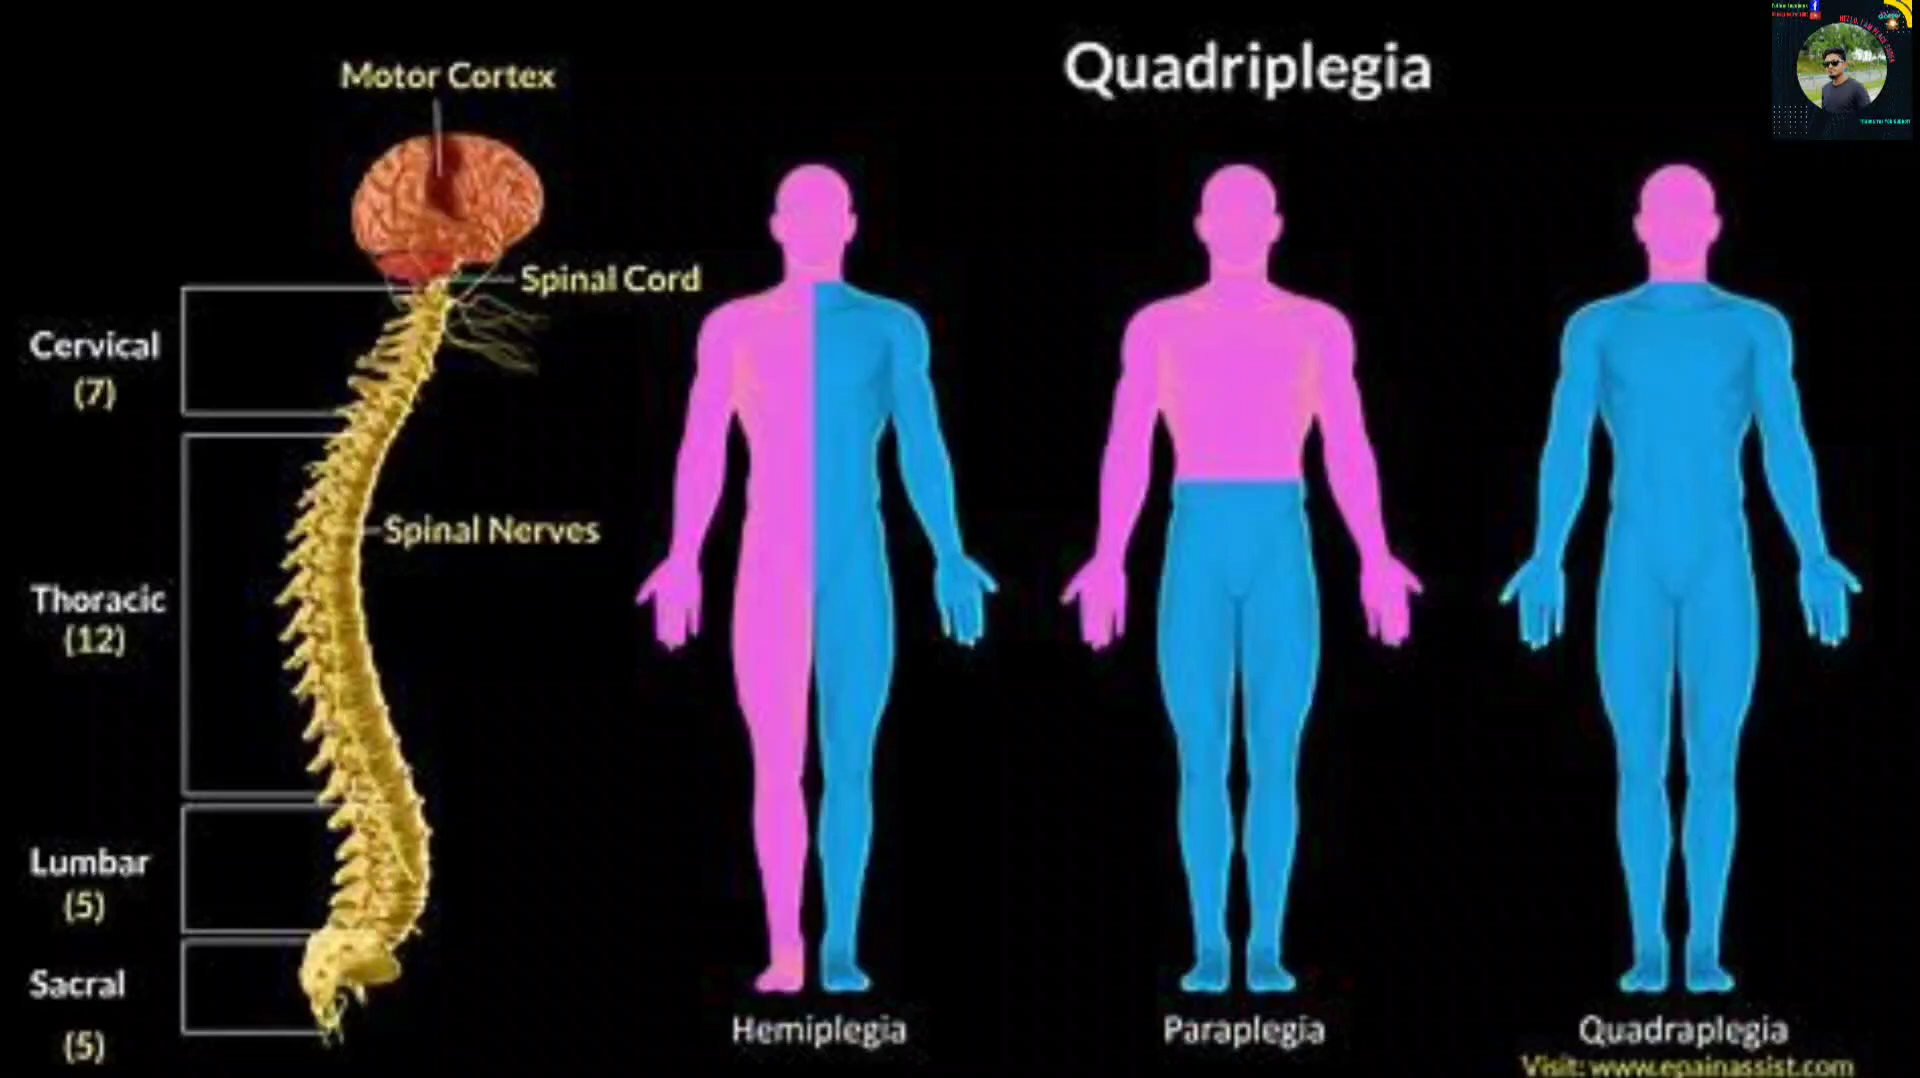 Quadriplegia
Motor Cortex
Spinal Cord
Cervical
(7)
Spinal Nerves
Thoracic
(12)
Lumbar
(5)
Sacral
(5)
Hemiplegia
Paraplegia
Quadraplegia
Visit: www.epainassist.com